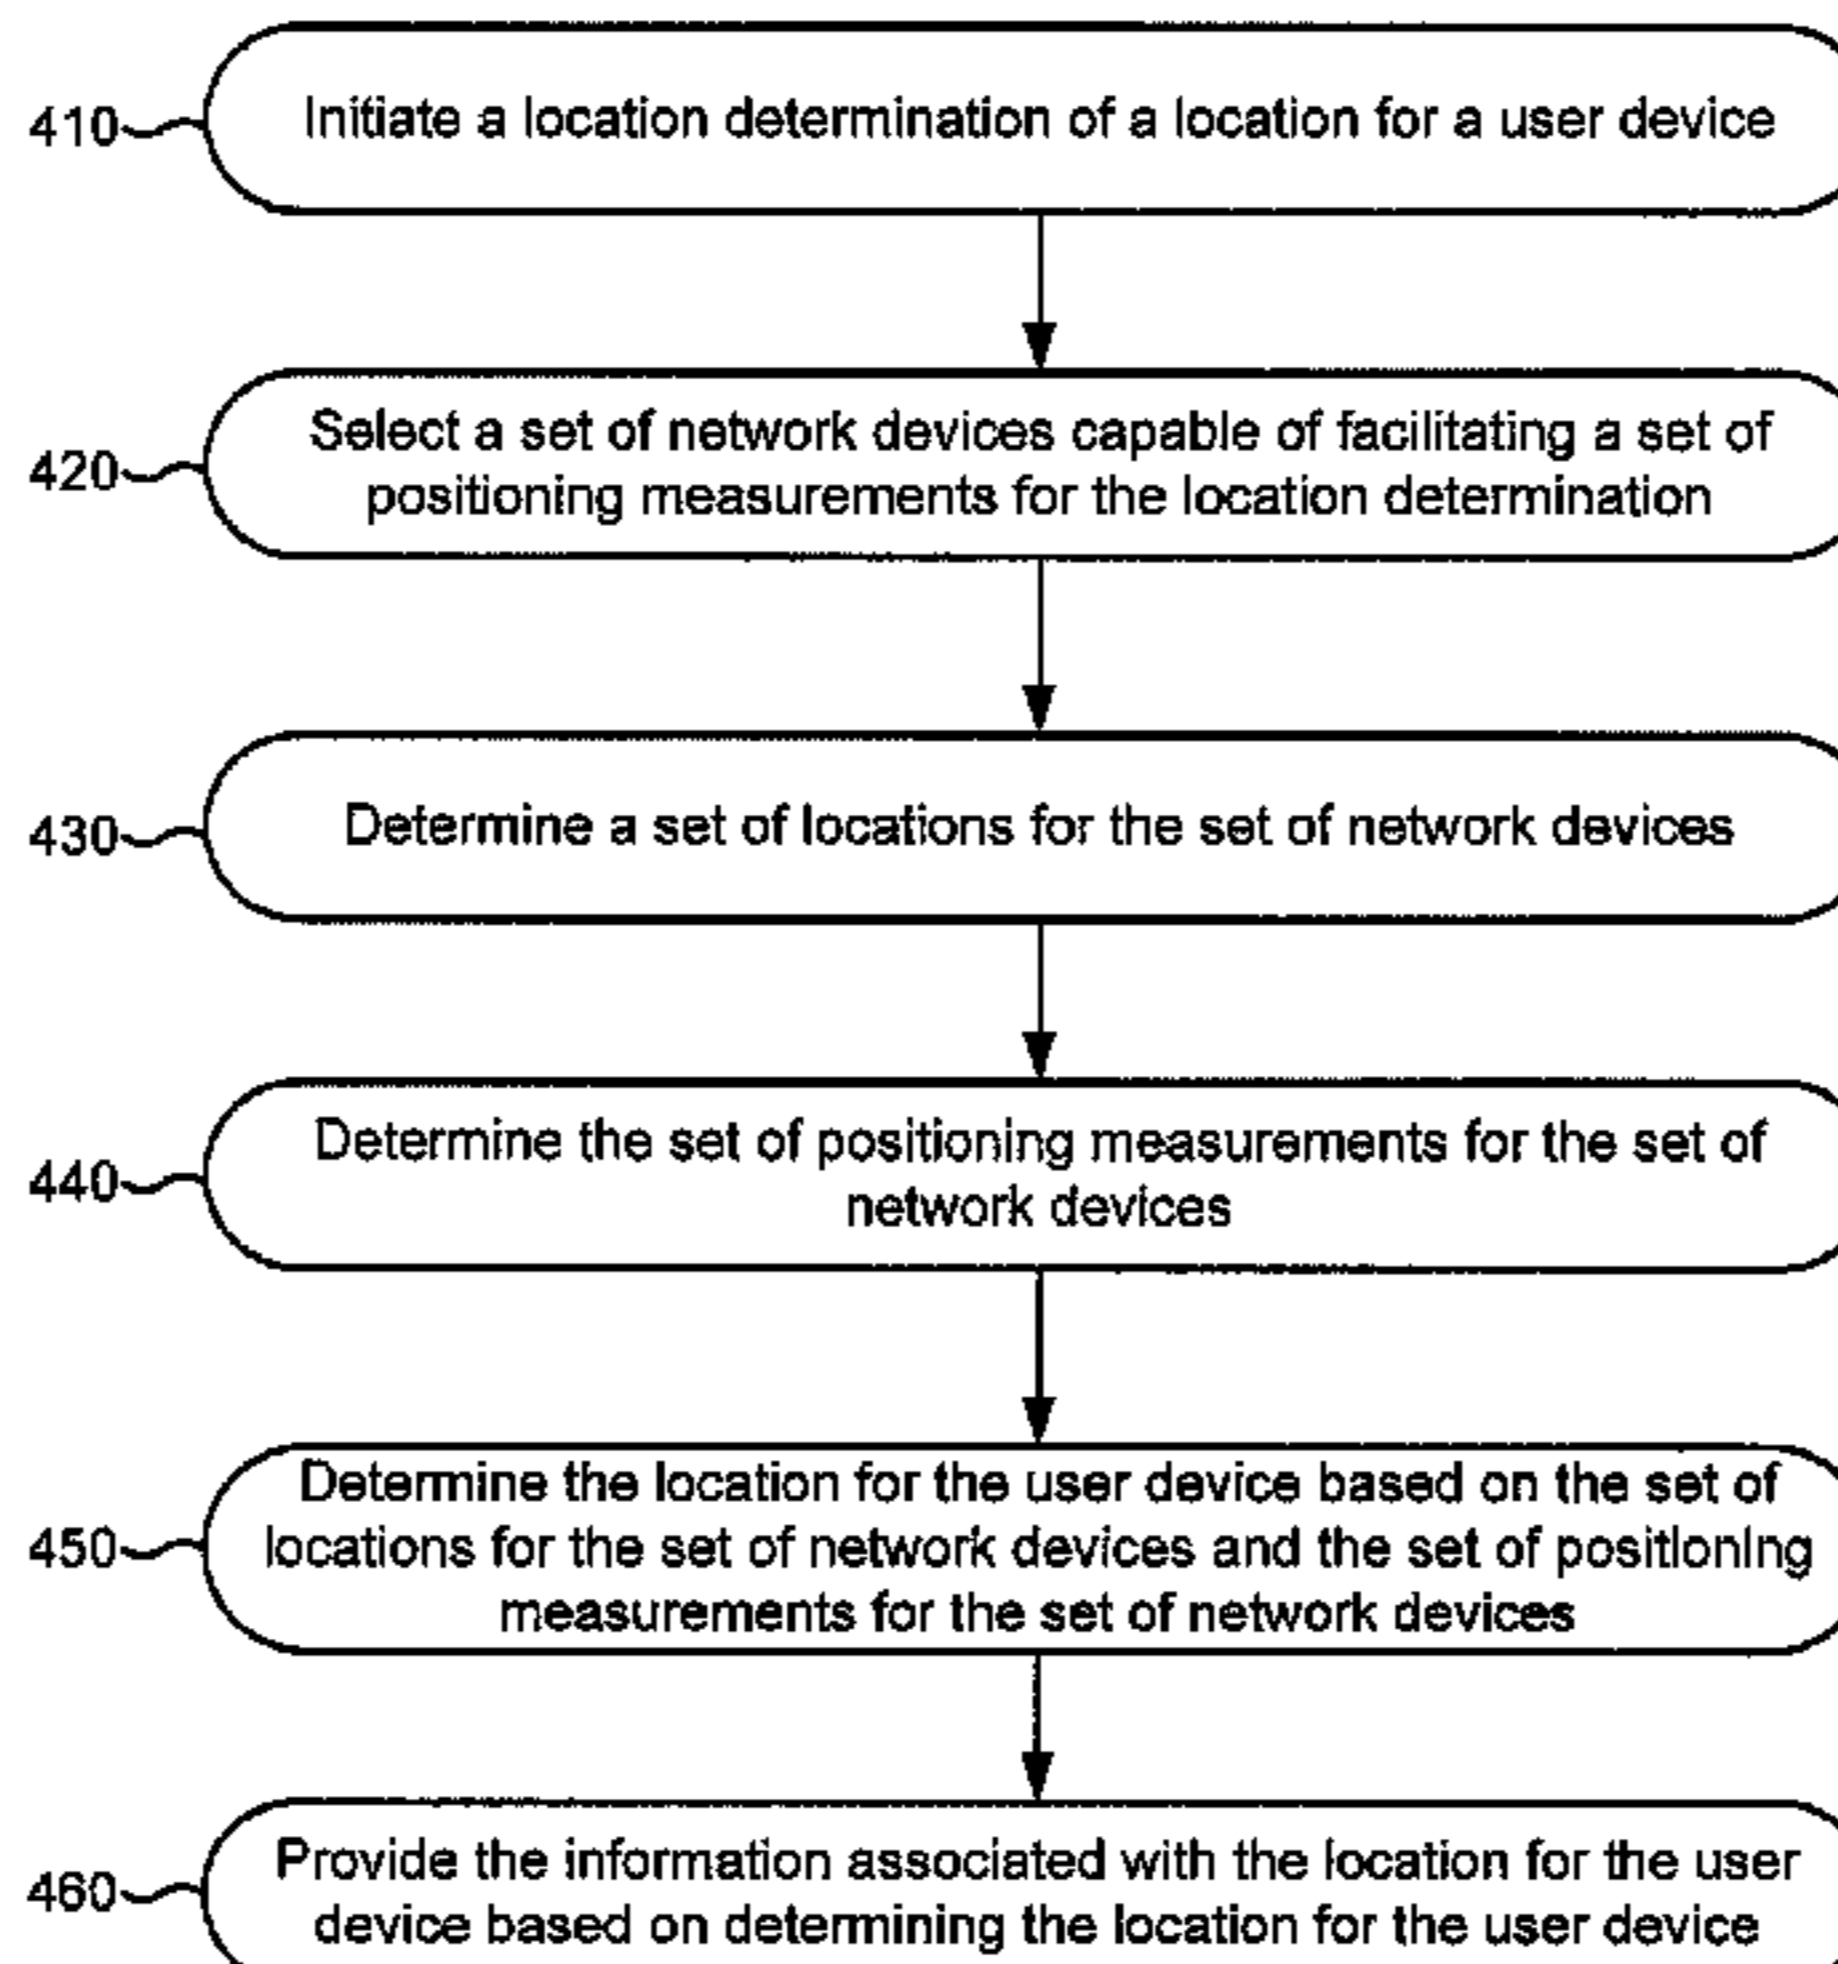 410
Initiate a location determination of a location for a user device
420
Select a set of network devices capable of facilitating a set of
positioning measurements for the location determination
430
Determine a set of locations for the set of network devices
440
Determine the set of positioning measurements for the set of
network devices
450
Determine the location for the user device based on the set of
locations for the set of network devices and the set of positioning
measurements for the set of network devices
460
Provide the information associated with the location for the user
device based on determining the location for the user device